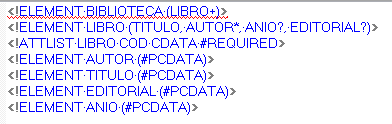 <!ELEMENT BIBLIOTECA (LIBRO+)>
<!ELEMENT LIBRO (TITULO, AUTOR*, ANIO?, EDITORIAL?)>
<!ATTLIST LIBRO COD CDATA #REQUIRED>
<!ELEMENT AUTOR (#PCDATA)>
<!ELEMENT TITULO (#PCDATA)>
<!ELEMENT EDITORIAL (#PCDATA)>
<!ELEMENT ANIO (#PCDATA)>